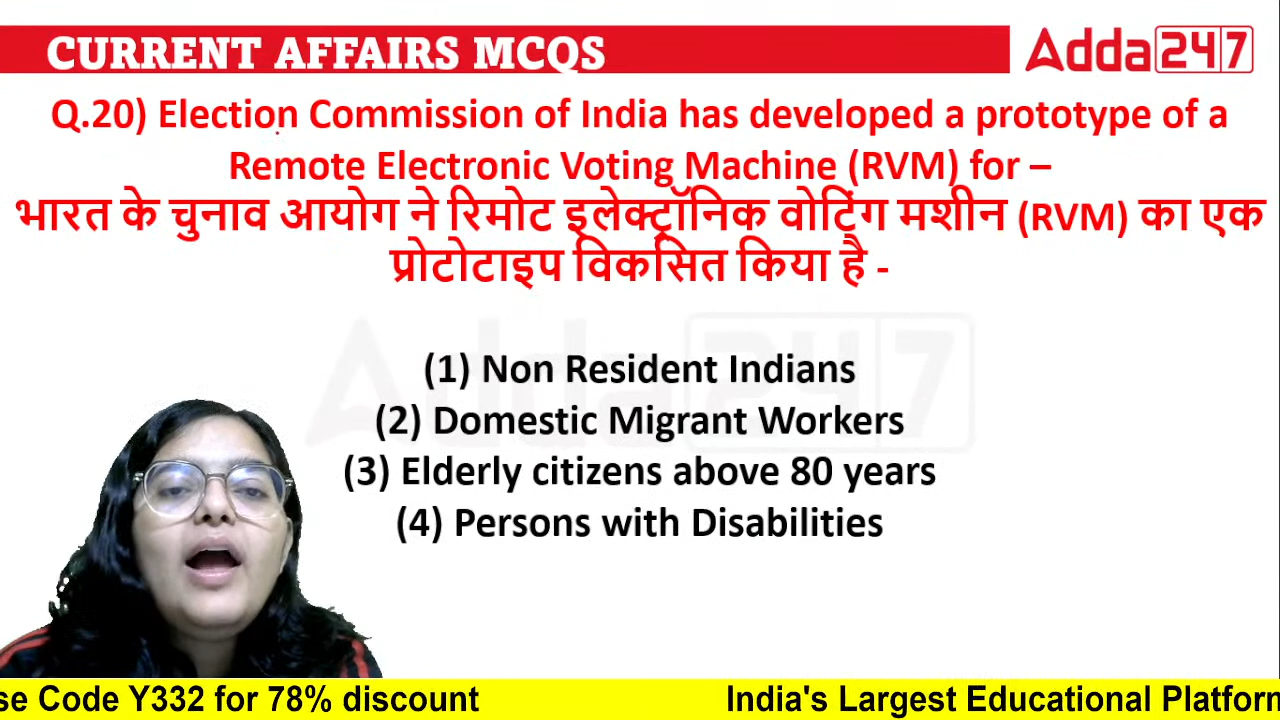 CURRENT AFFAIRS MCQS
Adda247
Q.20) Election Commission of India has developed a prototype of a
Remote Electronic Voting Machine (RVM) for –
भारत के चुनाव आयोग ने रिमोट इलेक्ट्रॉनिक वोटिंग मशीन (RVM) का एक
प्रोटोटाइप विकसित किया है -
Adda247
(1) Non Resident Indians
(2) Domestic Migrant Workers
(3) Elderly citizens above 80 years
(4) Persons with Disabilities
se Code Y332 for 78% discount
India's Largest Educational Platforn